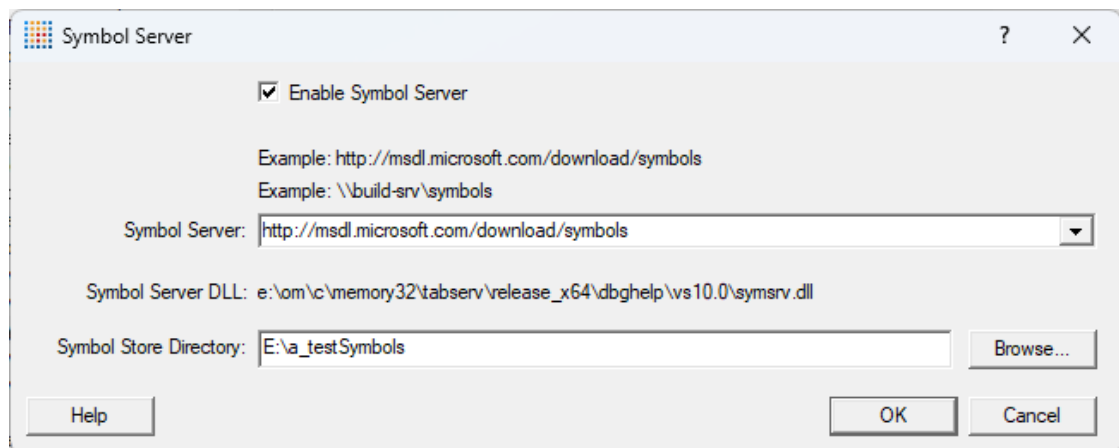 Symbol Server
?
Enable Symbol Server
Example: http://msdl.microsoft.com/download/symbols
Example: \\build-srv\symbols
Symbol Server: http://msdl.microsoft.com/download/symbols
Symbol Server DLL: e:\om\c\memory32\tabserv\release_x64\dbghelp\vs10.0\symsrv.dll
Symbol Store Directory: E:\a_testSymbols Browse...
Help OK Cancel